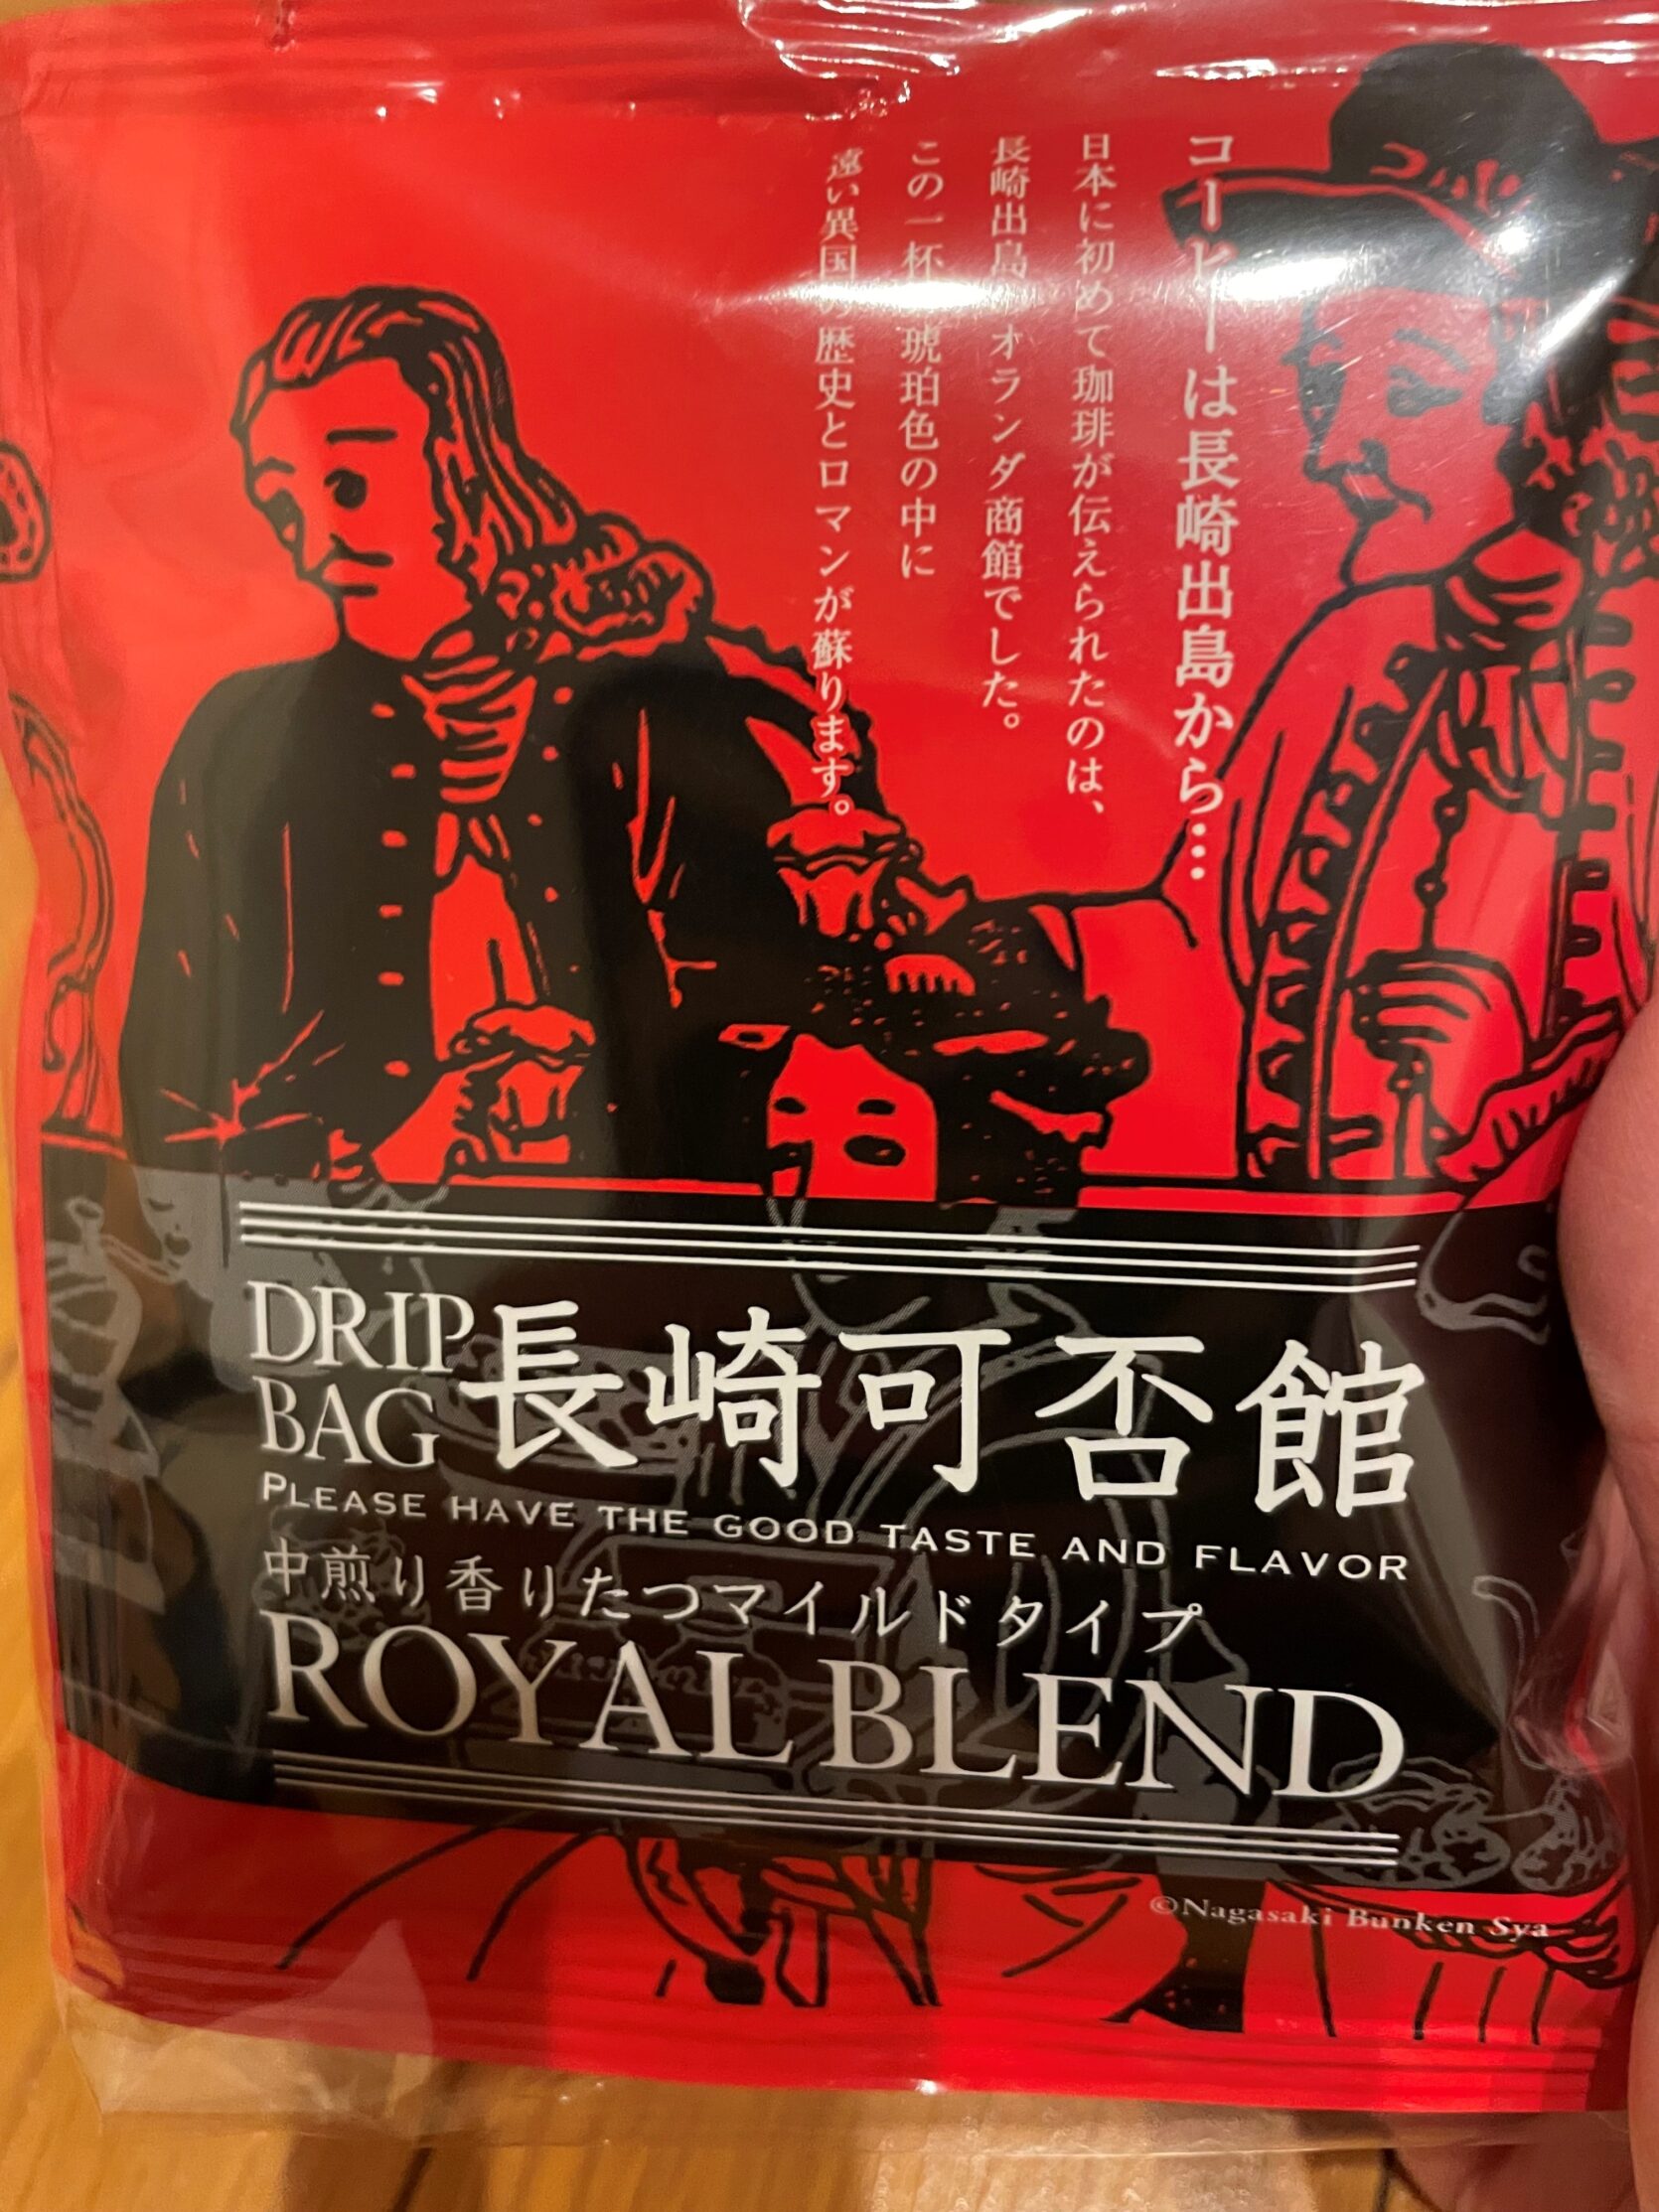 コーヒーは長崎出島から…
日本に初めて珈琲が伝えられたのは、
長崎出島 オランダ商館でした。
この一杯 琥珀色の中に
遠い異国の歴史とロマンが蘇ります。
DRIP
BAG
長崎可否館
PLEASE HAVE THE GOOD TASTE AND FLAVOR
中煎り香りたつマイルドタイプ
ROYAL BLEND
©Nagasaki Bunken Sya